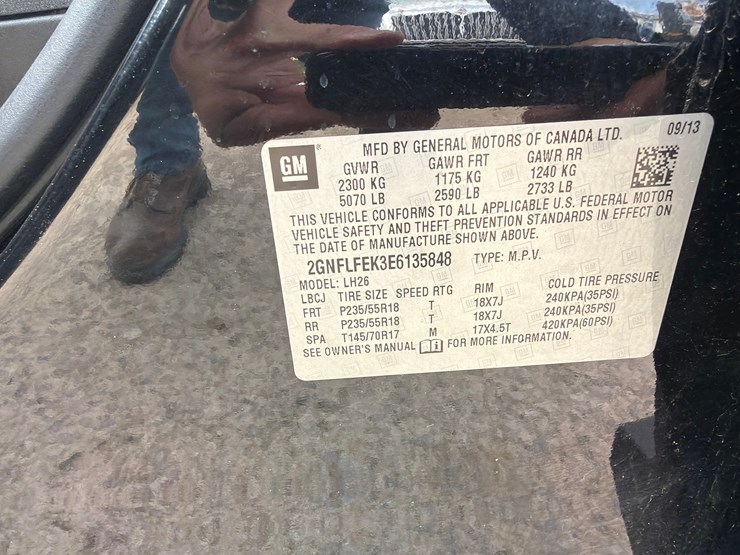 GM
MFD BY GENERAL MOTORS OF CANADA LTD. 09/13
GVWR GAWR FRT GAWR RR
2300 KG 1175 KG 1240 KG
5070 LB 2590 LB 2733 LB
THIS VEHICLE CONFORMS TO ALL APPLICABLE U.S. FEDERAL MOTOR
VEHICLE SAFETY AND THEFT PREVENTION STANDARDS IN EFFECT ON
THE DATE OF MANUFACTURE SHOWN ABOVE.
2GNFLFEK3E6135848 TYPE: M.P.V.
MODEL: LH26
LBCJ TIRE SIZE SPEED RTG RIM COLD TIRE PRESSURE
FRT P235/55R18 T 18X7J 240KPA(35PSI)
RR P235/55R18 T 18X7J 240KPA(35PSI)
SPA T145/70R17 M 17X4.5T 420KPA(60PSI)
SEE OWNER'S MANUAL i FOR MORE INFORMATION.